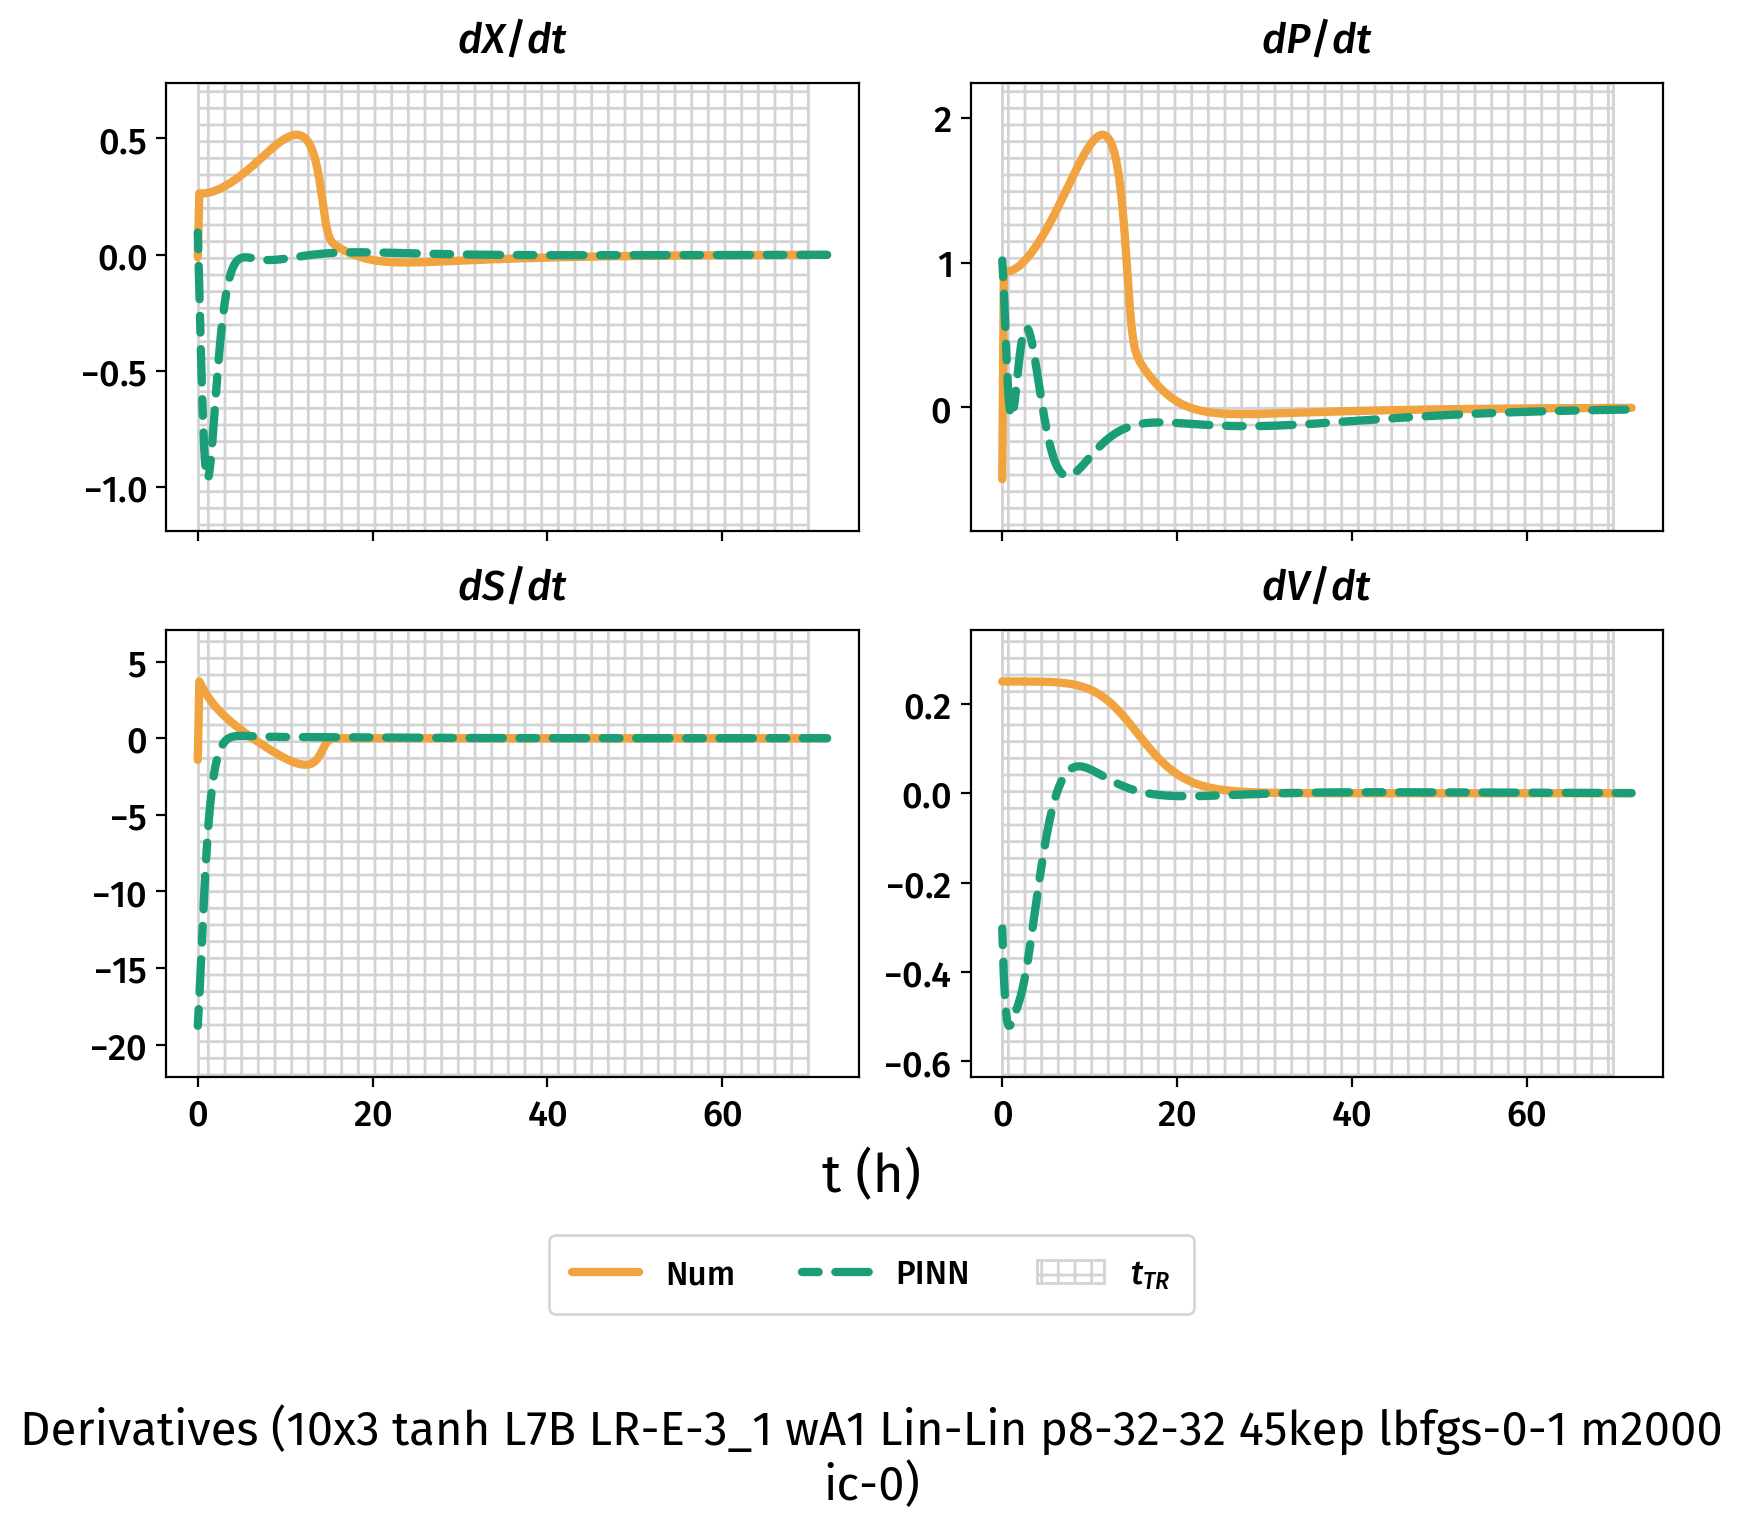 dX/dt
dP/dt
0.5
0.0
−0.5
−1.0
2
1
0
dS/dt
dV/dt
5
0
−5
−10
−15
−20
0.2
0.0
−0.2
−0.4
−0.6
0 20 40 60
0 20 40 60
t (h)
Num PINN t_TR
Derivatives (10x3 tanh L7B LR-E-3_1 wA1 Lin-Lin p8-32-32 45kep lbfgs-0-1 m2000
ic-0)